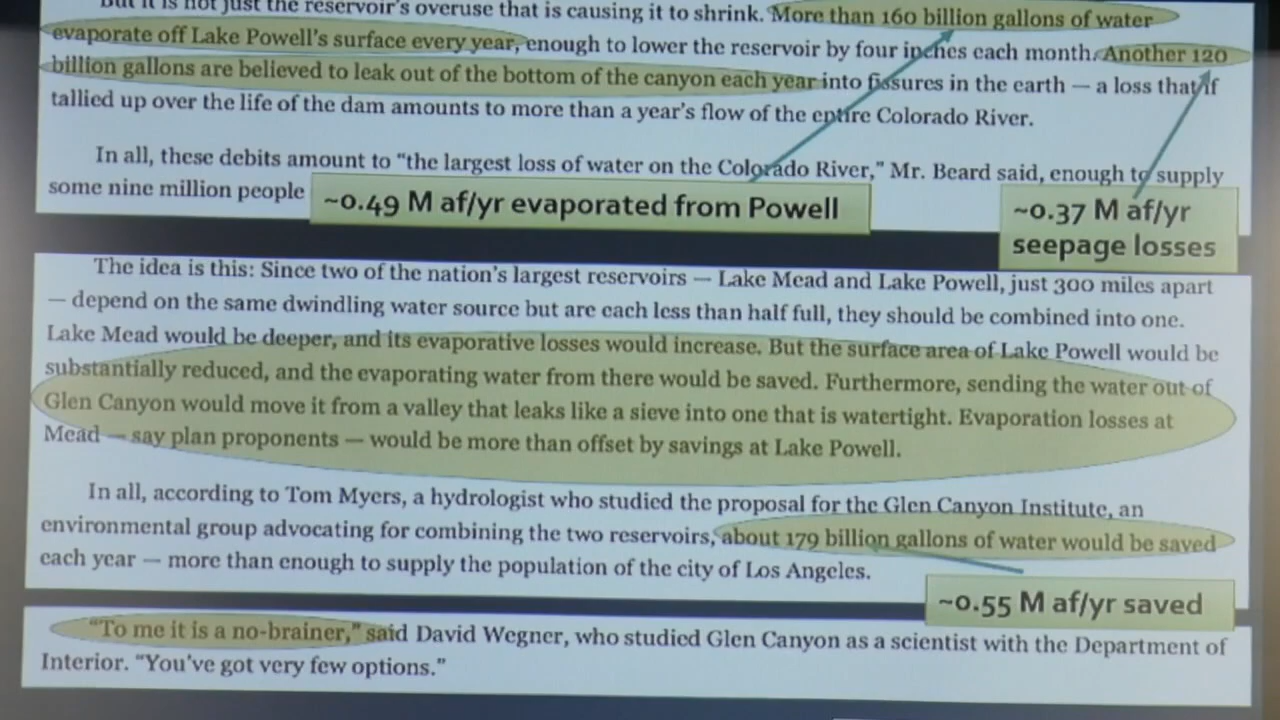 But it is not just the reservoir's overuse that is causing it to shrink. More than 160 billion gallons of water
evaporate off Lake Powell's surface every year, enough to lower the reservoir by four inches each month. Another 120
billion gallons are believed to leak out of the bottom of the canyon each year into fissures in the earth — a loss that if
tallied up over the life of the dam amounts to more than a year's flow of the entire Colorado River.
In all, these debits amount to “the largest loss of water on the Colorado River,” Mr. Beard said, enough to supply
some nine million people
~0.49 M af/yr evaporated from Powell
~0.37 M af/yr
seepage losses
The idea is this: Since two of the nation's largest reservoirs — Lake Mead and Lake Powell, just 300 miles apart
— depend on the same dwindling water source but are each less than half full, they should be combined into one.
Lake Mead would be deeper, and its evaporative losses would increase. But the surface area of Lake Powell would be
substantially reduced, and the evaporating water from there would be saved. Furthermore, sending the water out of
Glen Canyon would move it from a valley that leaks like a sieve into one that is watertight. Evaporation losses at
Mead — say plan proponents — would be more than offset by savings at Lake Powell.
In all, according to Tom Myers, a hydrologist who studied the proposal for the Glen Canyon Institute, an
environmental group advocating for combining the two reservoirs, about 179 billion gallons of water would be saved
each year — more than enough to supply the population of the city of Los Angeles.
~0.55 M af/yr saved
“To me it is a no-brainer,” said David Wegner, who studied Glen Canyon as a scientist with the Department of
Interior. “You've got very few options.”